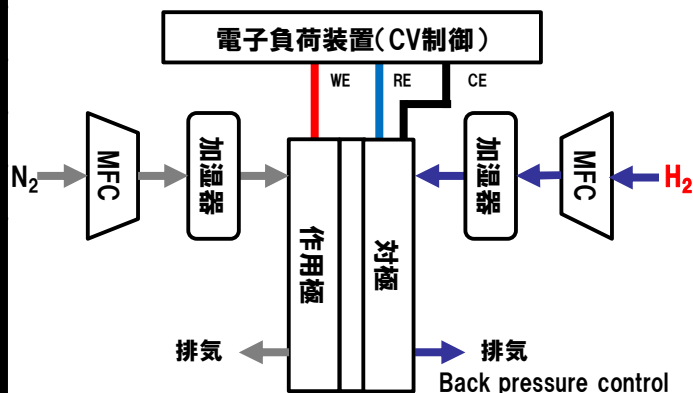 電子負荷装置(CV制御)
WE
RE
CE
N2
MFC
加湿器
加湿器
MFC
H2
作用極
対極
排気
排気
Back pressure control